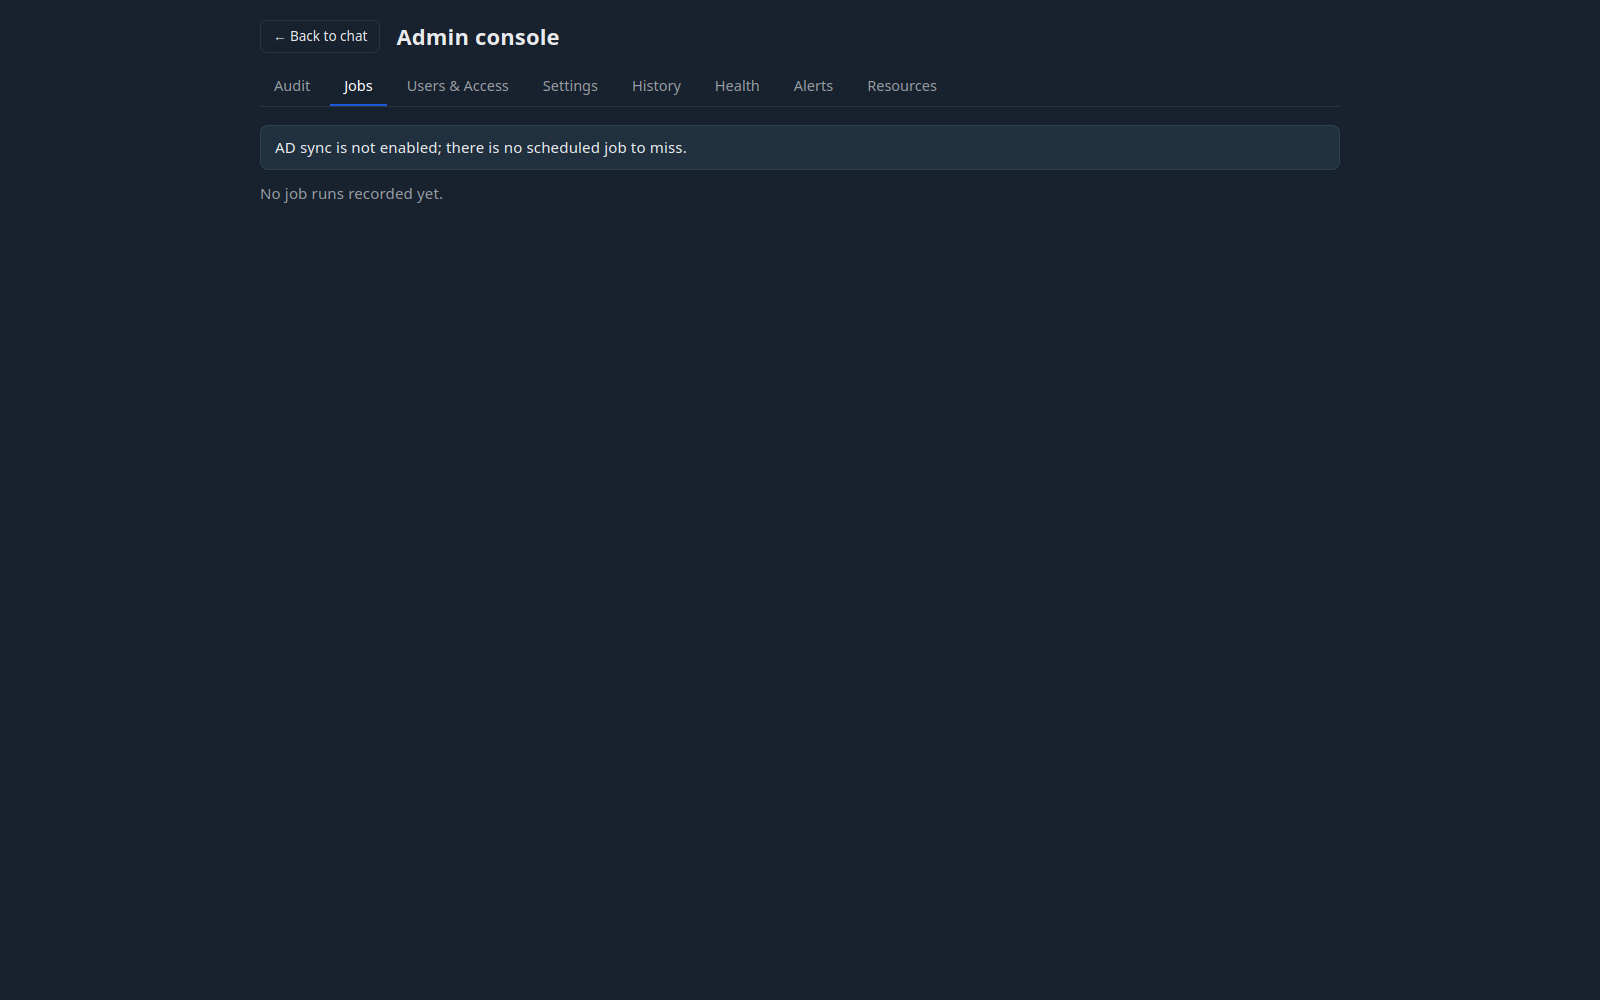 ← Back to chat
Admin console
Audit Jobs Users & Access Settings History Health Alerts Resources
AD sync is not enabled; there is no scheduled job to miss.
No job runs recorded yet.